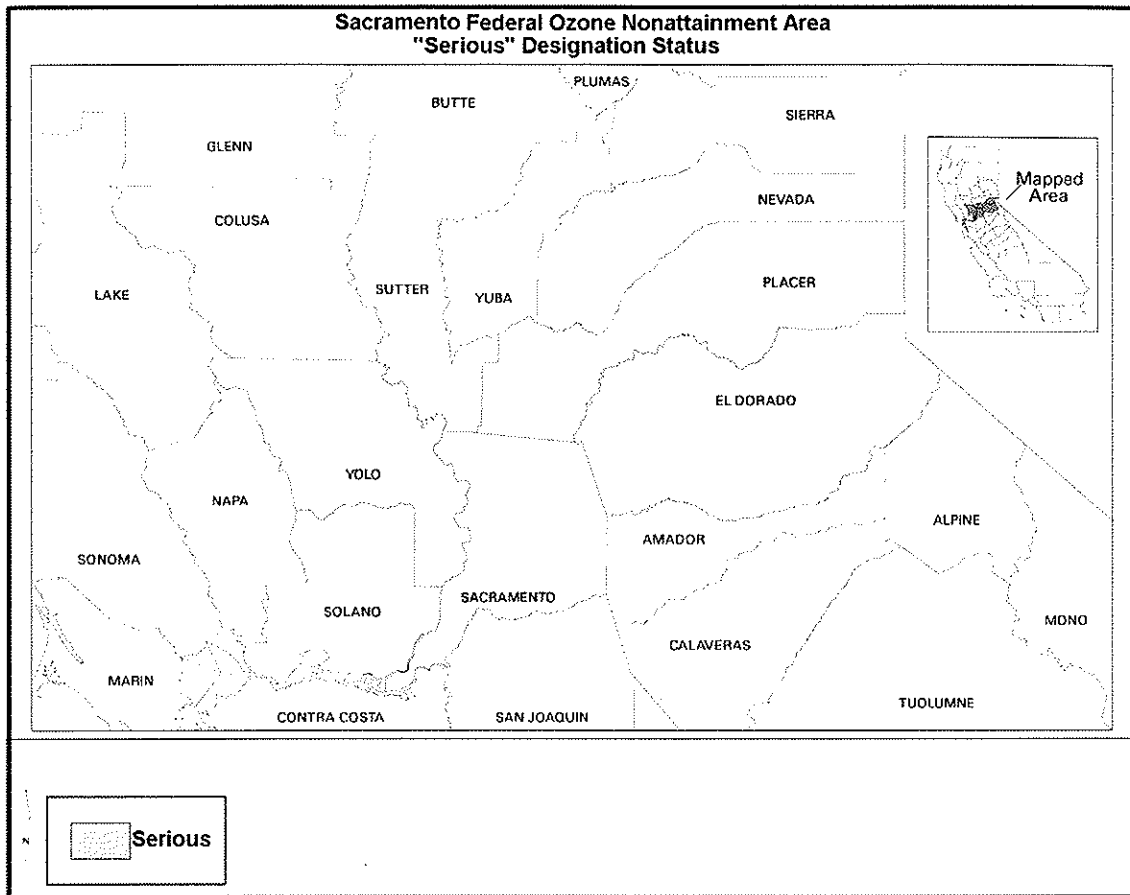 Sacramento Federal Ozone Nonattainment Area
"Serious" Designation Status
PLUMAS
BUTTE
SIERRA
GLENN
Mapped
Area
NEVADA
COLUSA
PLACER
SUTTER
YUBA
LAKE
EL DORADO
YOLO
NAPA
ALPINE
AMADOR
SONOMA
SACRAMENTO
SOLANO
MONO
CALAVERAS
MARIN
TUOLUMNE
CONTRA COSTA
SAN JOAQUIN
N
Serious